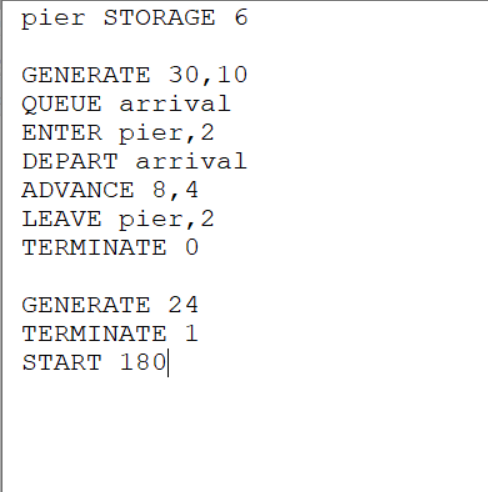 pier STORAGE 6
GENERATE 30,10
QUEUE arrival
ENTER pier,2
DEPART arrival
ADVANCE 8,4
LEAVE pier,2
TERMINATE 0
GENERATE 24
TERMINATE 1
START 180